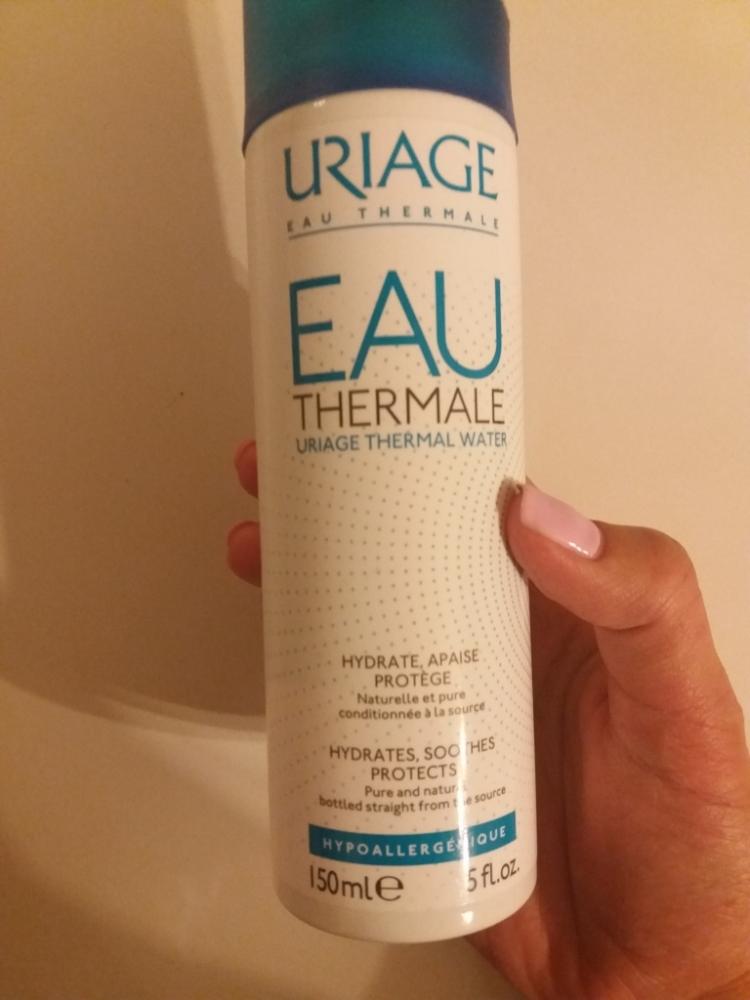 URIAGE
EAU THERMALE
EAU
THERMALE
URIAGE THERMAL WATER
HYDRATE, APAISE
PROTÈGE
Naturelle et pure
conditionnée à la source
HYDRATES, SOOTHES
PROTECTS
Pure and natural
bottled straight from the source
HYPOALLERGÉNIQUE
150ml e 5 fl.oz.